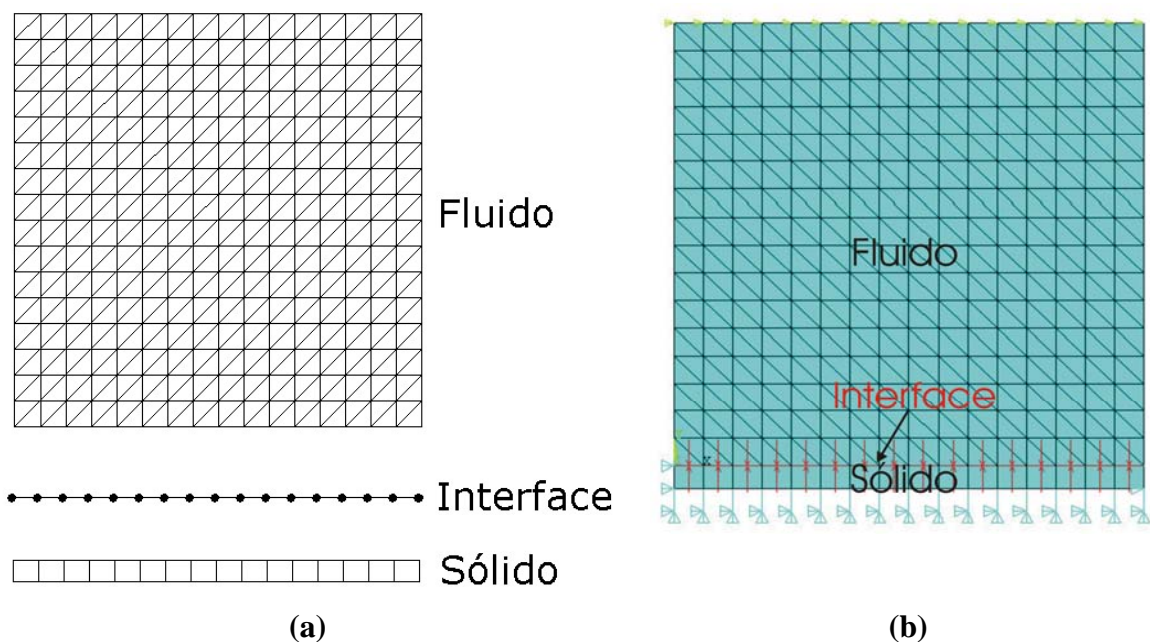 Fluido
Interface
Sólido
(a)
Fluido
Interface
x
Sólido
(b)